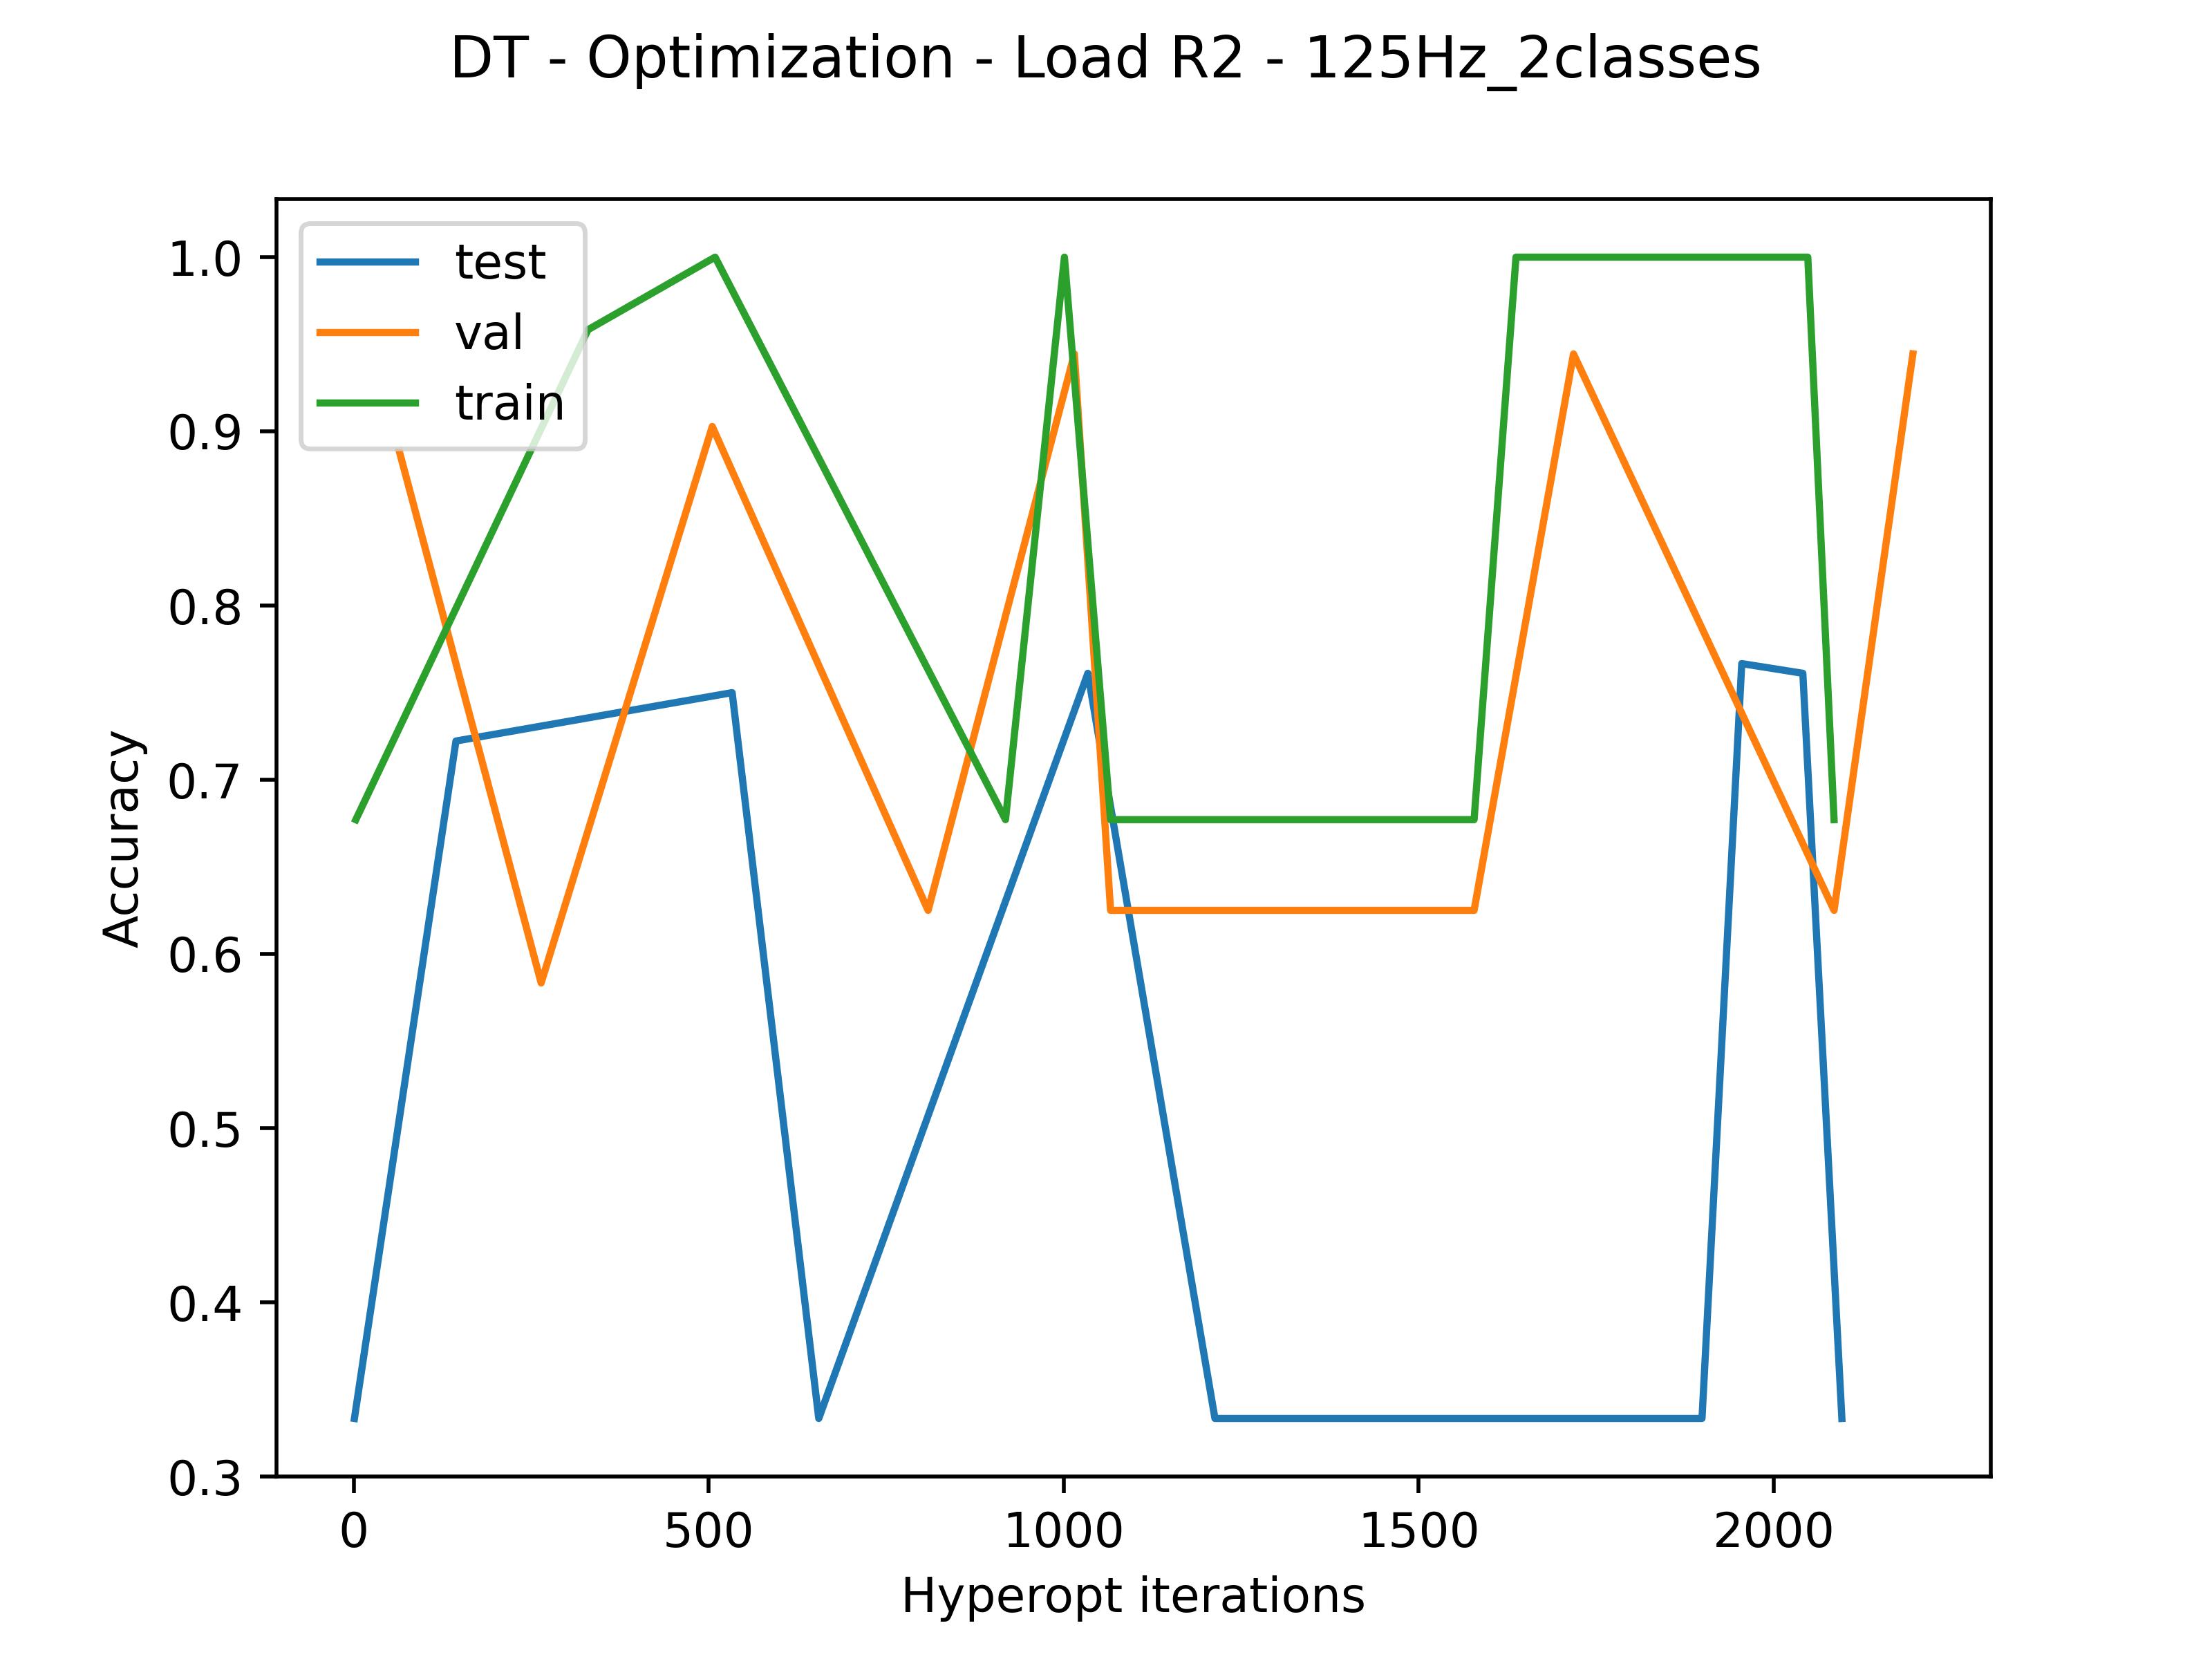 DT - Optimization - Load R2 - 125Hz_2classes
test
val
train
1.0
0.9
0.8
0.7
0.6
0.5
0.4
0.3
Accuracy
0 500 1000 1500 2000
Hyperopt iterations